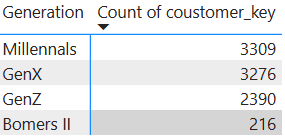 Generation Count of coustomer_key
Millennals 3309
GenX 3276
GenZ 2390
Bomers II 216